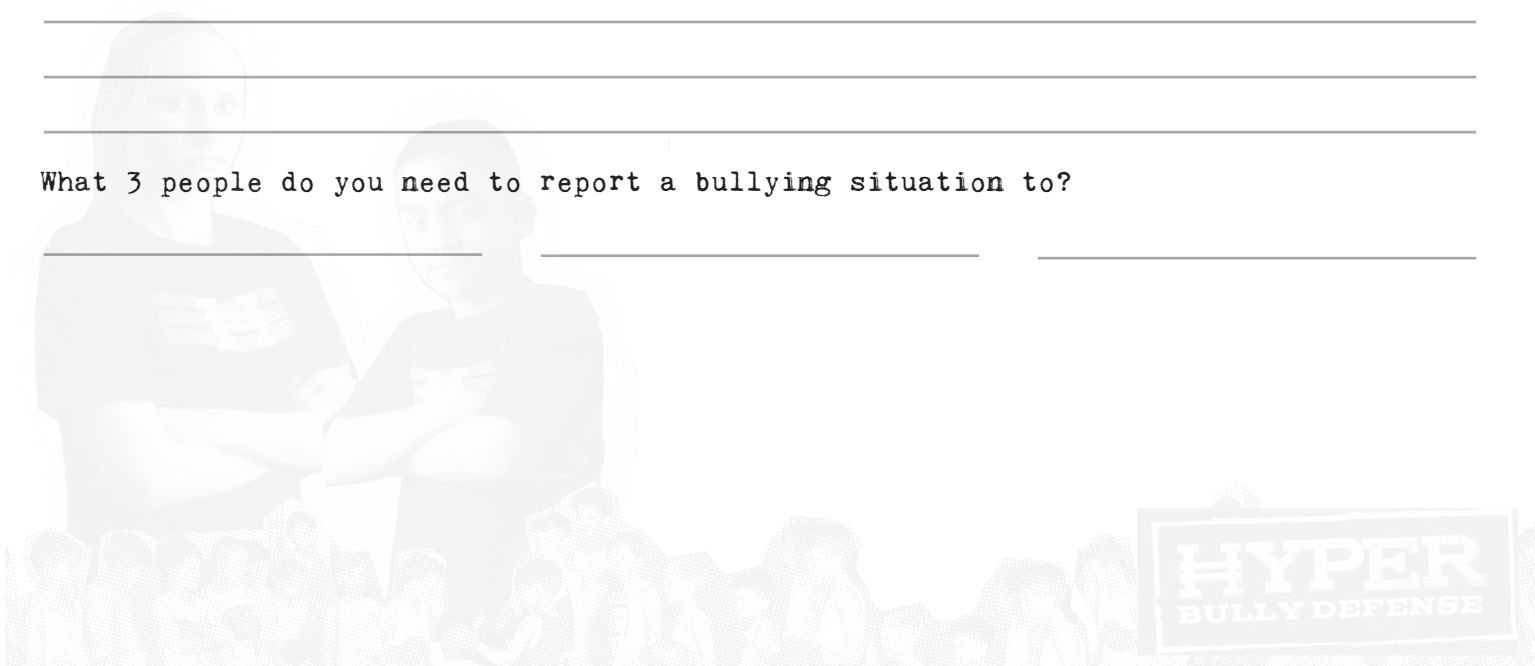 What 3 people do you need to report a bullying situation to?
HYPER
BULLY DEFENSE